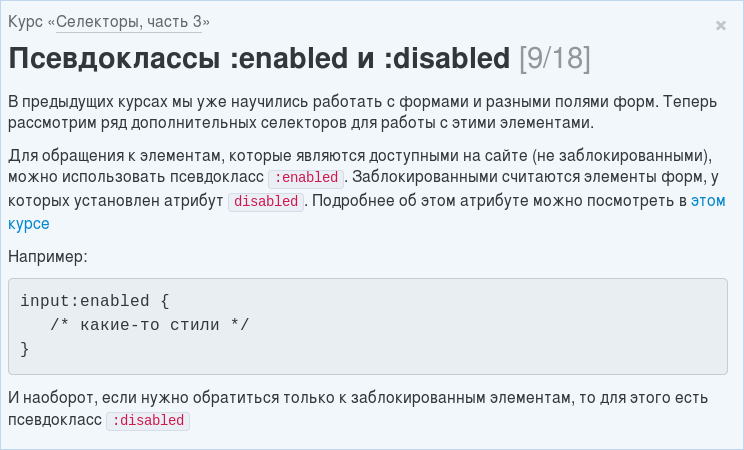 Курс «Селекторы, часть 3»
×
Псевдоклассы :enabled и :disabled [9/18]
В предыдущих курсах мы уже научились работать с формами и разными полями форм. Теперь
рассмотрим ряд дополнительных селекторов для работы с этими элементами.
Для обращения к элементам, которые являются доступными на сайте (не заблокированными),
можно использовать псевдокласс :enabled. Заблокированными считаются элементы форм, у
которых установлен атрибут disabled. Подробнее об этом атрибуте можно посмотреть в этом
курсе
Например:
input:enabled {
   /* какие-то стили */
}
И наоборот, если нужно обратиться только к заблокированным элементам, то для этого есть
псевдокласс :disabled